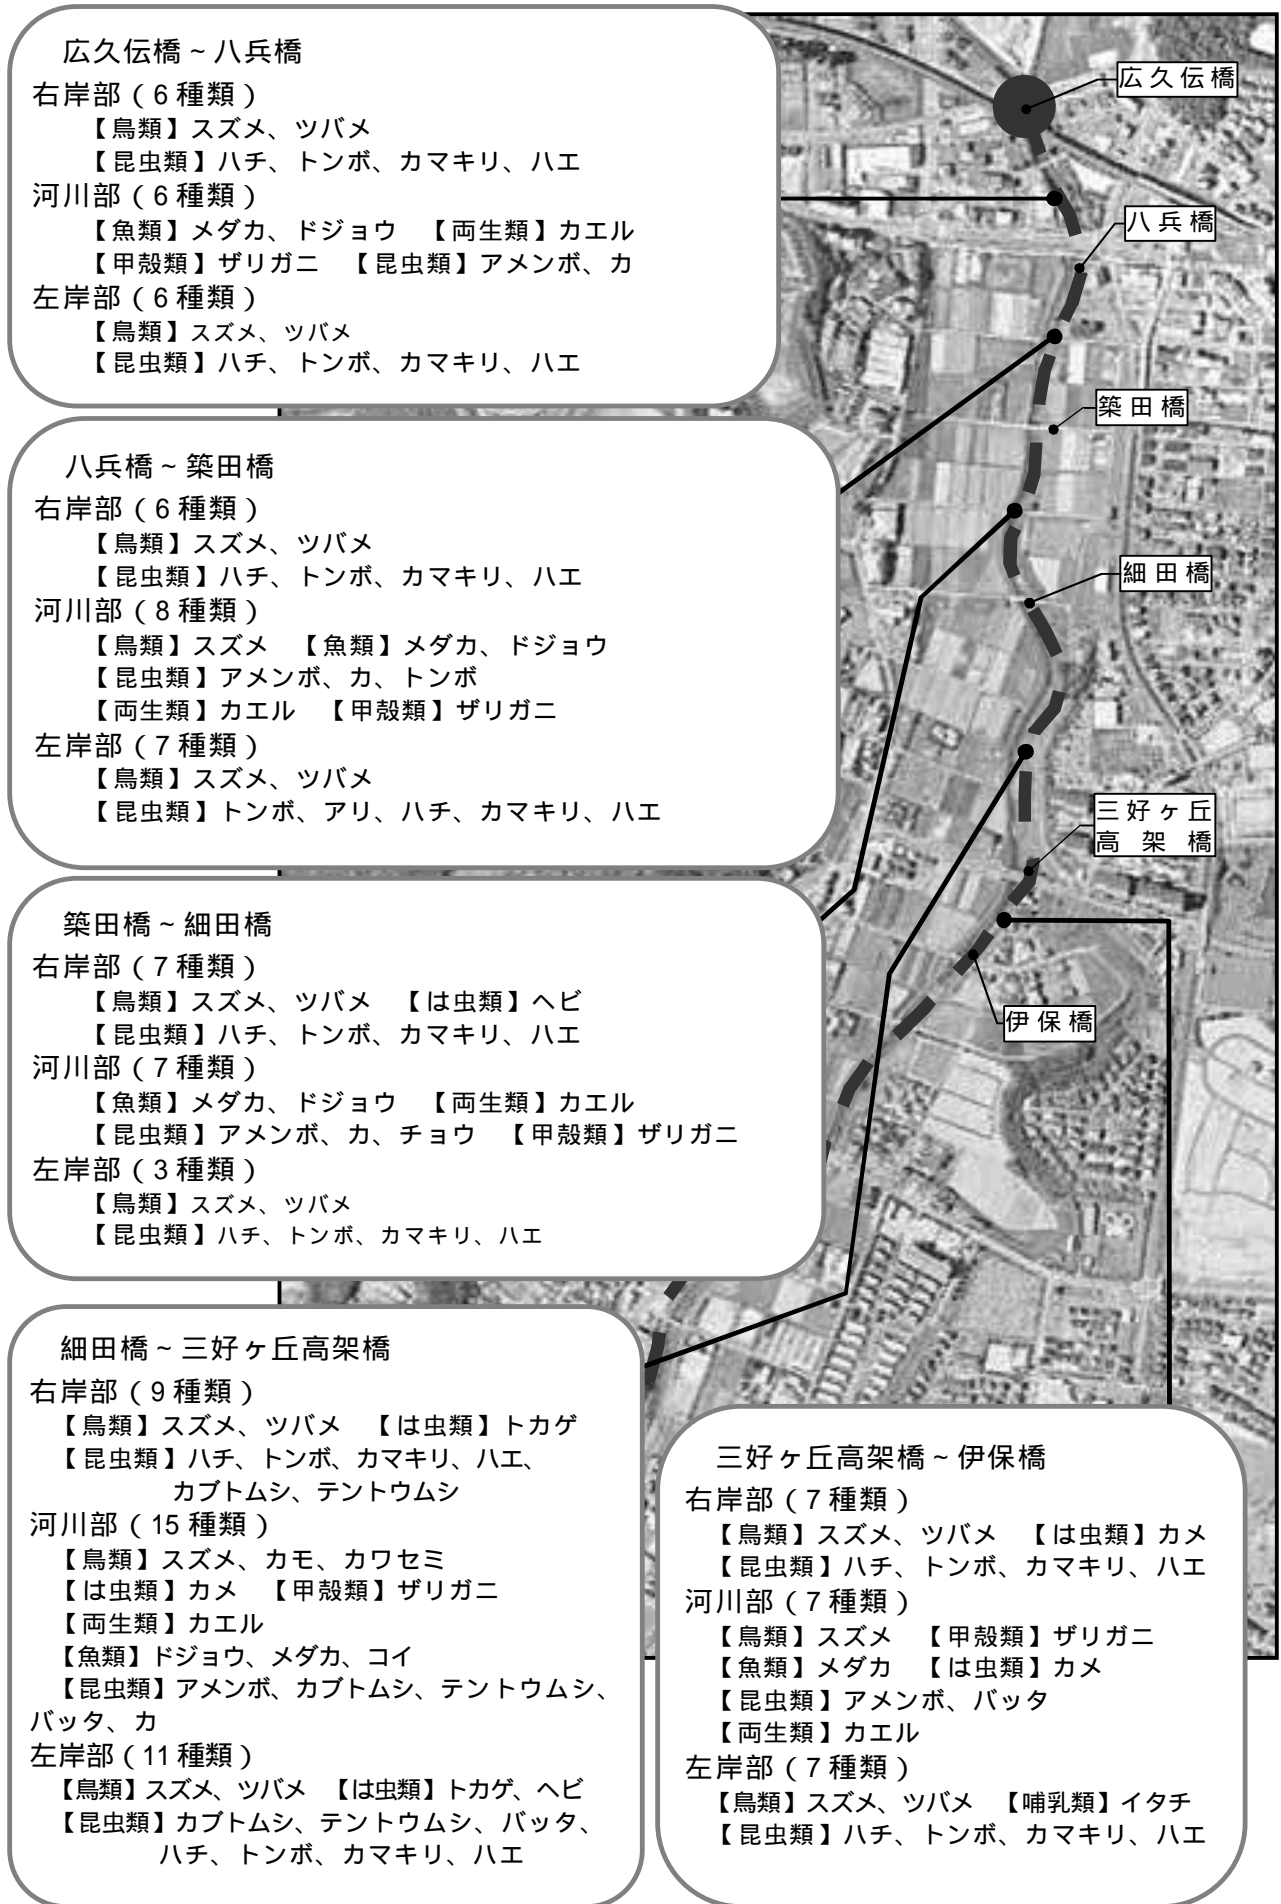 広久伝橋～八兵橋
右岸部（6種類）
【鳥類】スズメ、ツバメ
【昆虫類】ハチ、トンボ、カマキリ、ハエ
河川部（6種類）
【魚類】メダカ、ドジョウ　【両生類】カエル
【甲殻類】ザリガニ　【昆虫類】アメンボ、カ
左岸部（6種類）
【鳥類】スズメ、ツバメ
【昆虫類】ハチ、トンボ、カマキリ、ハエ
八兵橋～築田橋
右岸部（6種類）
【鳥類】スズメ、ツバメ
【昆虫類】ハチ、トンボ、カマキリ、ハエ
河川部（8種類）
【鳥類】スズメ　【魚類】メダカ、ドジョウ
【昆虫類】アメンボ、カ、トンボ
【両生類】カエル　【甲殻類】ザリガニ
左岸部（7種類）
【鳥類】スズメ、ツバメ
【昆虫類】トンボ、アリ、ハチ、カマキリ、ハエ
築田橋～細田橋
右岸部（7種類）
【鳥類】スズメ、ツバメ　【は虫類】ヘビ
【昆虫類】ハチ、トンボ、カマキリ、ハエ
河川部（7種類）
【魚類】メダカ、ドジョウ　【両生類】カエル
【昆虫類】アメンボ、カ、チョウ　【甲殻類】ザリガニ
左岸部（3種類）
【鳥類】スズメ、ツバメ
【昆虫類】ハチ、トンボ、カマキリ、ハエ
細田橋～三好ヶ丘高架橋
右岸部（9種類）
【鳥類】スズメ、ツバメ　【は虫類】トカゲ
【昆虫類】ハチ、トンボ、カマキリ、ハエ、
カブトムシ、テントウムシ
河川部（15種類）
【鳥類】スズメ、カモ、カワセミ
【は虫類】カメ　【甲殻類】ザリガニ
【両生類】カエル
【魚類】ドジョウ、メダカ、コイ
【昆虫類】アメンボ、カブトムシ、テントウムシ、
バッタ、カ
左岸部（11種類）
【鳥類】スズメ、ツバメ　【は虫類】トカゲ、ヘビ
【昆虫類】カブトムシ、テントウムシ、バッタ、
ハチ、トンボ、カマキリ、ハエ
三好ヶ丘高架橋～伊保橋
右岸部（7種類）
【鳥類】スズメ、ツバメ　【は虫類】カメ
【昆虫類】ハチ、トンボ、カマキリ、ハエ
河川部（7種類）
【鳥類】スズメ　【甲殻類】ザリガニ
【魚類】メダカ　【は虫類】カメ
【昆虫類】アメンボ、バッタ
【両生類】カエル
左岸部（7種類）
【鳥類】スズメ、ツバメ　【哺乳類】イタチ
【昆虫類】ハチ、トンボ、カマキリ、ハエ
広久伝橋
八兵橋
築田橋
細田橋
三好ヶ丘
高架橋
伊保橋